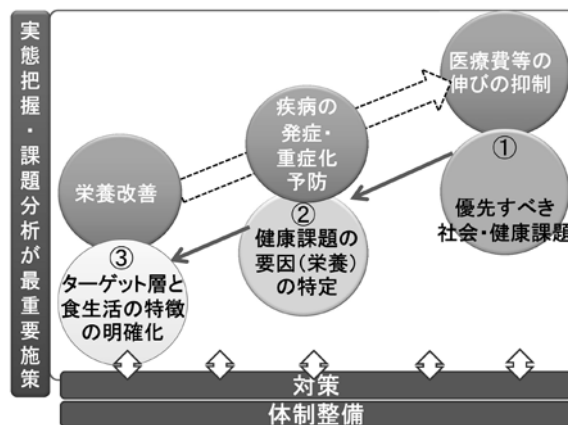 実態把握・課題分析が最重要施策
医療費等の
伸びの抑制
①
優先すべき
社会・健康課題
疾病の
発症・
重症化
予防
②
健康課題の
要因（栄養）
の特定
栄養改善
③
ターゲット層と
食生活の特徴
の明確化
対策
体制整備